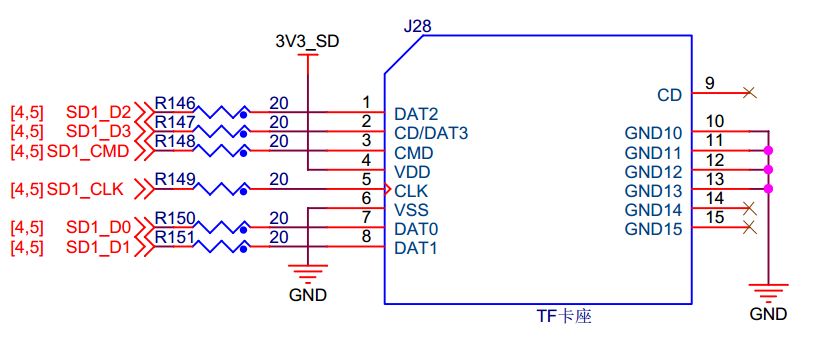 J28
3V3_SD
[4,5] SD1_D2 R146 20 1 DAT2
[4,5] SD1_D3 R147 20 2 CD/DAT3
[4,5] SD1_CMD R148 20 3 CMD
4 VDD
[4,5] SD1_CLK R149 20 5 CLK
6 VSS
[4,5] SD1_D0 R150 20 7 DAT0
[4,5] SD1_D1 R151 20 8 DAT1
GND
CD 9
GND10 10
GND11 11
GND12 12
GND13 13
GND14 14
GND15 15
GND
TF卡座